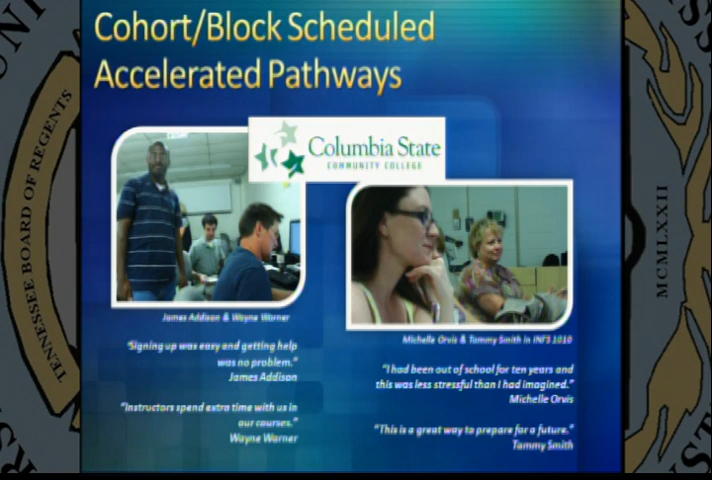 Cohort/Block Scheduled
Accelerated Pathways
Columbia State
COMMUNITY COLLEGE
James Addison & Wayne Warner
"Signing up was easy and getting help
was no problem."
James Addison
"Instructors spend extra time with us in
our courses."
Wayne Warner
Michelle Orvis & Tammy Smith in INFS 1010
"I had been out of school for ten years and
this was less stressful than I had imagined."
Michelle Orvis
"This is a great way to prepare for a future."
Tammy Smith
TENNESSEE BOARD OF REGENTS
MCMLXXII